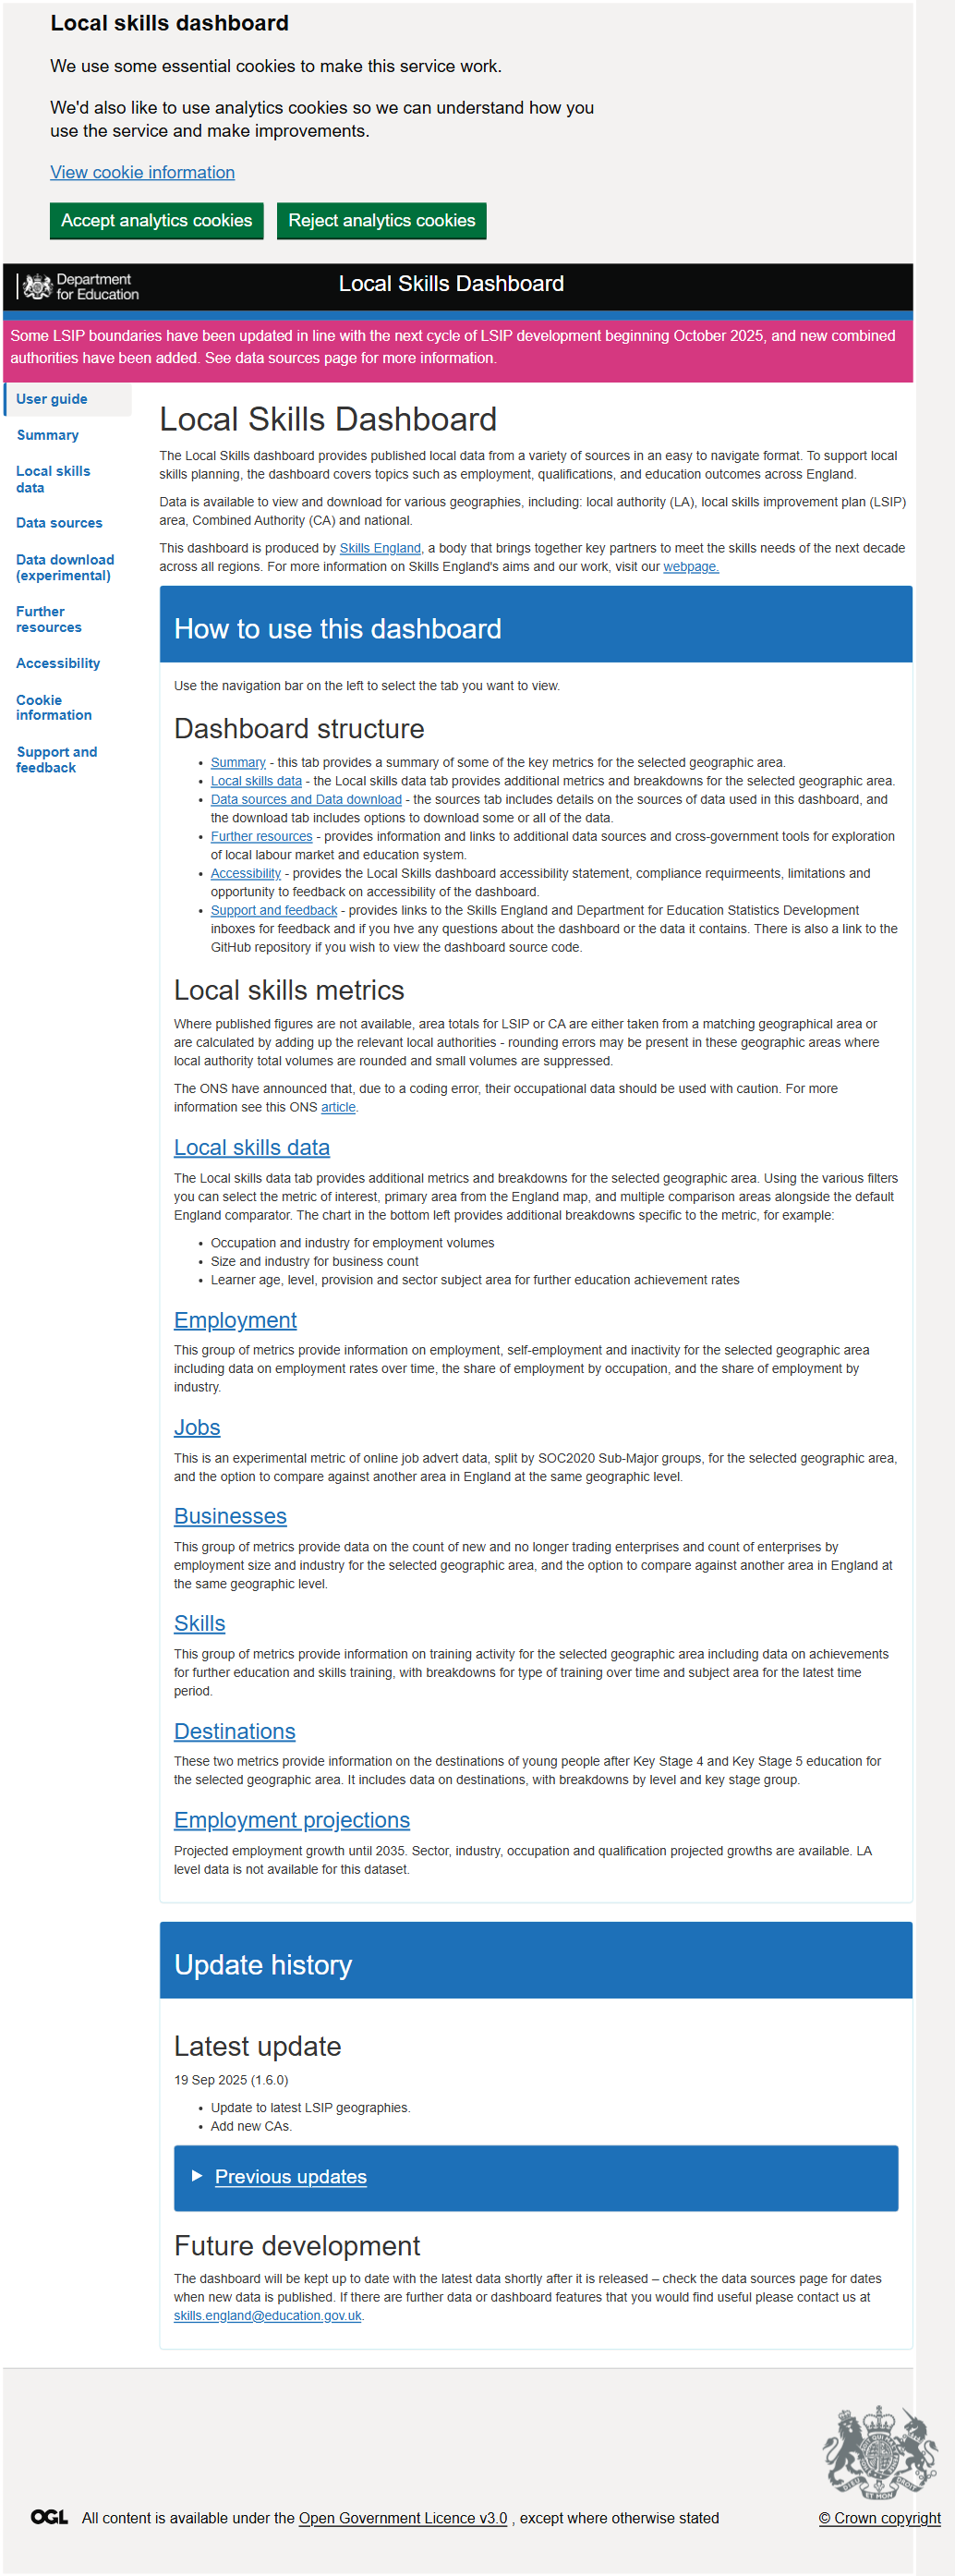 Local skills dashboard
We use some essential cookies to make this service work.
We'd also like to use analytics cookies so we can understand how you
use the service and make improvements.
View cookie information
Accept analytics cookies Reject analytics cookies
Department
for Education
Local Skills Dashboard
Some LSIP boundaries have been updated in line with the next cycle of LSIP development beginning October 2025, and new combined
authorities have been added. See data sources page for more information.
User guide
Summary
Local skills
data
Data sources
Data download
(experimental)
Further
resources
Accessibility
Cookie
information
Support and
feedback
Local Skills Dashboard
The Local Skills dashboard provides published local data from a variety of sources in an easy to navigate format. To support local
skills planning, the dashboard covers topics such as employment, qualifications, and education outcomes across England.
Data is available to view and download for various geographies, including: local authority (LA), local skills improvement plan (LSIP)
area, Combined Authority (CA) and national.
This dashboard is produced by Skills England, a body that brings together key partners to meet the skills needs of the next decade
across all regions. For more information on Skills England's aims and our work, visit our webpage.
How to use this dashboard
Use the navigation bar on the left to select the tab you want to view.
Dashboard structure
• Summary - this tab provides a summary of some of the key metrics for the selected geographic area.
• Local skills data - the Local skills data tab provides additional metrics and breakdowns for the selected geographic area.
• Data sources and Data download - the sources tab includes details on the sources of data used in this dashboard, and
the download tab includes options to download some or all of the data.
• Further resources - provides information and links to additional data sources and cross-government tools for exploration
of local labour market and education system.
• Accessibility - provides the Local Skills dashboard accessibility statement, compliance requirmeents, limitations and
opportunity to feedback on accessibility of the dashboard.
• Support and feedback - provides links to the Skills England and Department for Education Statistics Development
inboxes for feedback and if you hve any questions about the dashboard or the data it contains. There is also a link to the
GitHub repository if you wish to view the dashboard source code.
Local skills metrics
Where published figures are not available, area totals for LSIP or CA are either taken from a matching geographical area or
are calculated by adding up the relevant local authorities - rounding errors may be present in these geographic areas where
local authority total volumes are rounded and small volumes are suppressed.
The ONS have announced that, due to a coding error, their occupational data should be used with caution. For more
information see this ONS article.
Local skills data
The Local skills data tab provides additional metrics and breakdowns for the selected geographic area. Using the various filters
you can select the metric of interest, primary area from the England map, and multiple comparison areas alongside the default
England comparator. The chart in the bottom left provides additional breakdowns specific to the metric, for example:
• Occupation and industry for employment volumes
• Size and industry for business count
• Learner age, level, provision and sector subject area for further education achievement rates
Employment
This group of metrics provide information on employment, self-employment and inactivity for the selected geographic area
including data on employment rates over time, the share of employment by occupation, and the share of employment by
industry.
Jobs
This is an experimental metric of online job advert data, split by SOC2020 Sub-Major groups, for the selected geographic area,
and the option to compare against another area in England at the same geographic level.
Businesses
This group of metrics provide data on the count of new and no longer trading enterprises and count of enterprises by
employment size and industry for the selected geographic area, and the option to compare against another area in England at
the same geographic level.
Skills
This group of metrics provide information on training activity for the selected geographic area including data on achievements
for further education and skills training, with breakdowns for type of training over time and subject area for the latest time
period.
Destinations
These two metrics provide information on the destinations of young people after Key Stage 4 and Key Stage 5 education for
the selected geographic area. It includes data on destinations, with breakdowns by level and key stage group.
Employment projections
Projected employment growth until 2035. Sector, industry, occupation and qualification projected growths are available. LA
level data is not available for this dataset.
Update history
Latest update
19 Sep 2025 (1.6.0)
• Update to latest LSIP geographies.
• Add new CAs.
Previous updates
Future development
The dashboard will be kept up to date with the latest data shortly after it is released – check the data sources page for dates
when new data is published. If there are further data or dashboard features that you would find useful please contact us at
skills.england@education.gov.uk.
OGL All content is available under the Open Government Licence v3.0 , except where otherwise stated
© Crown copyright